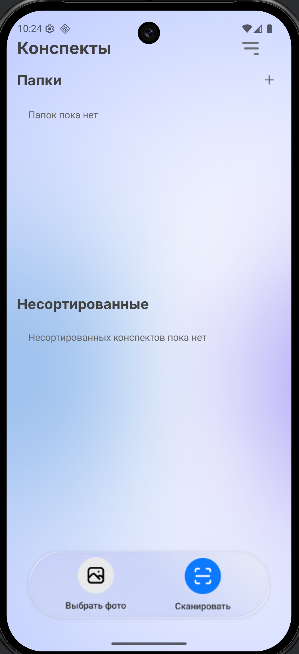 10:24
Конспекты
Папки
Папок пока нет
Несортированные
Несортированных конспектов пока нет
Выбрать фото
Сканировать